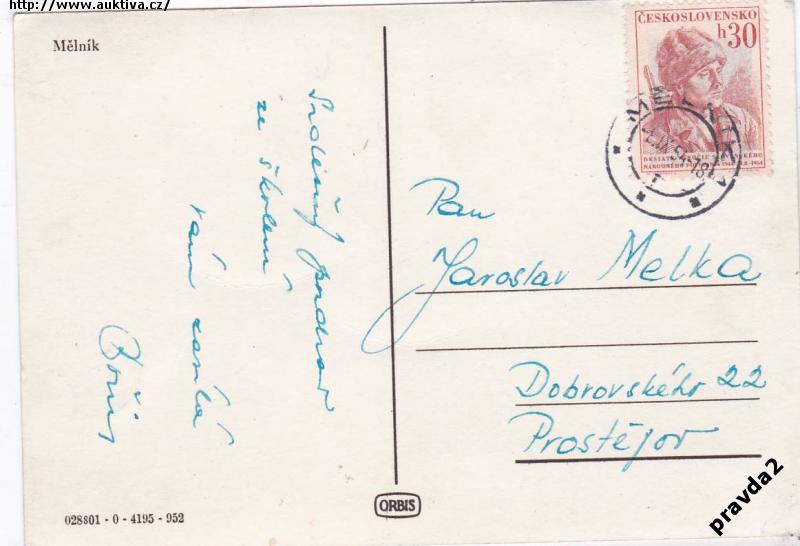 http://www.auktiva.cz/
Mělník
Srdečný pozdrav
ze školení
vám zasílá
ČESKOSLOVENSKO
h30
MĚLNÍK
Pan
Jaroslav Melka
Dobrovského 22
Prostějov
ORBIS
028801 - 0 - 4195 - 952
pravda2